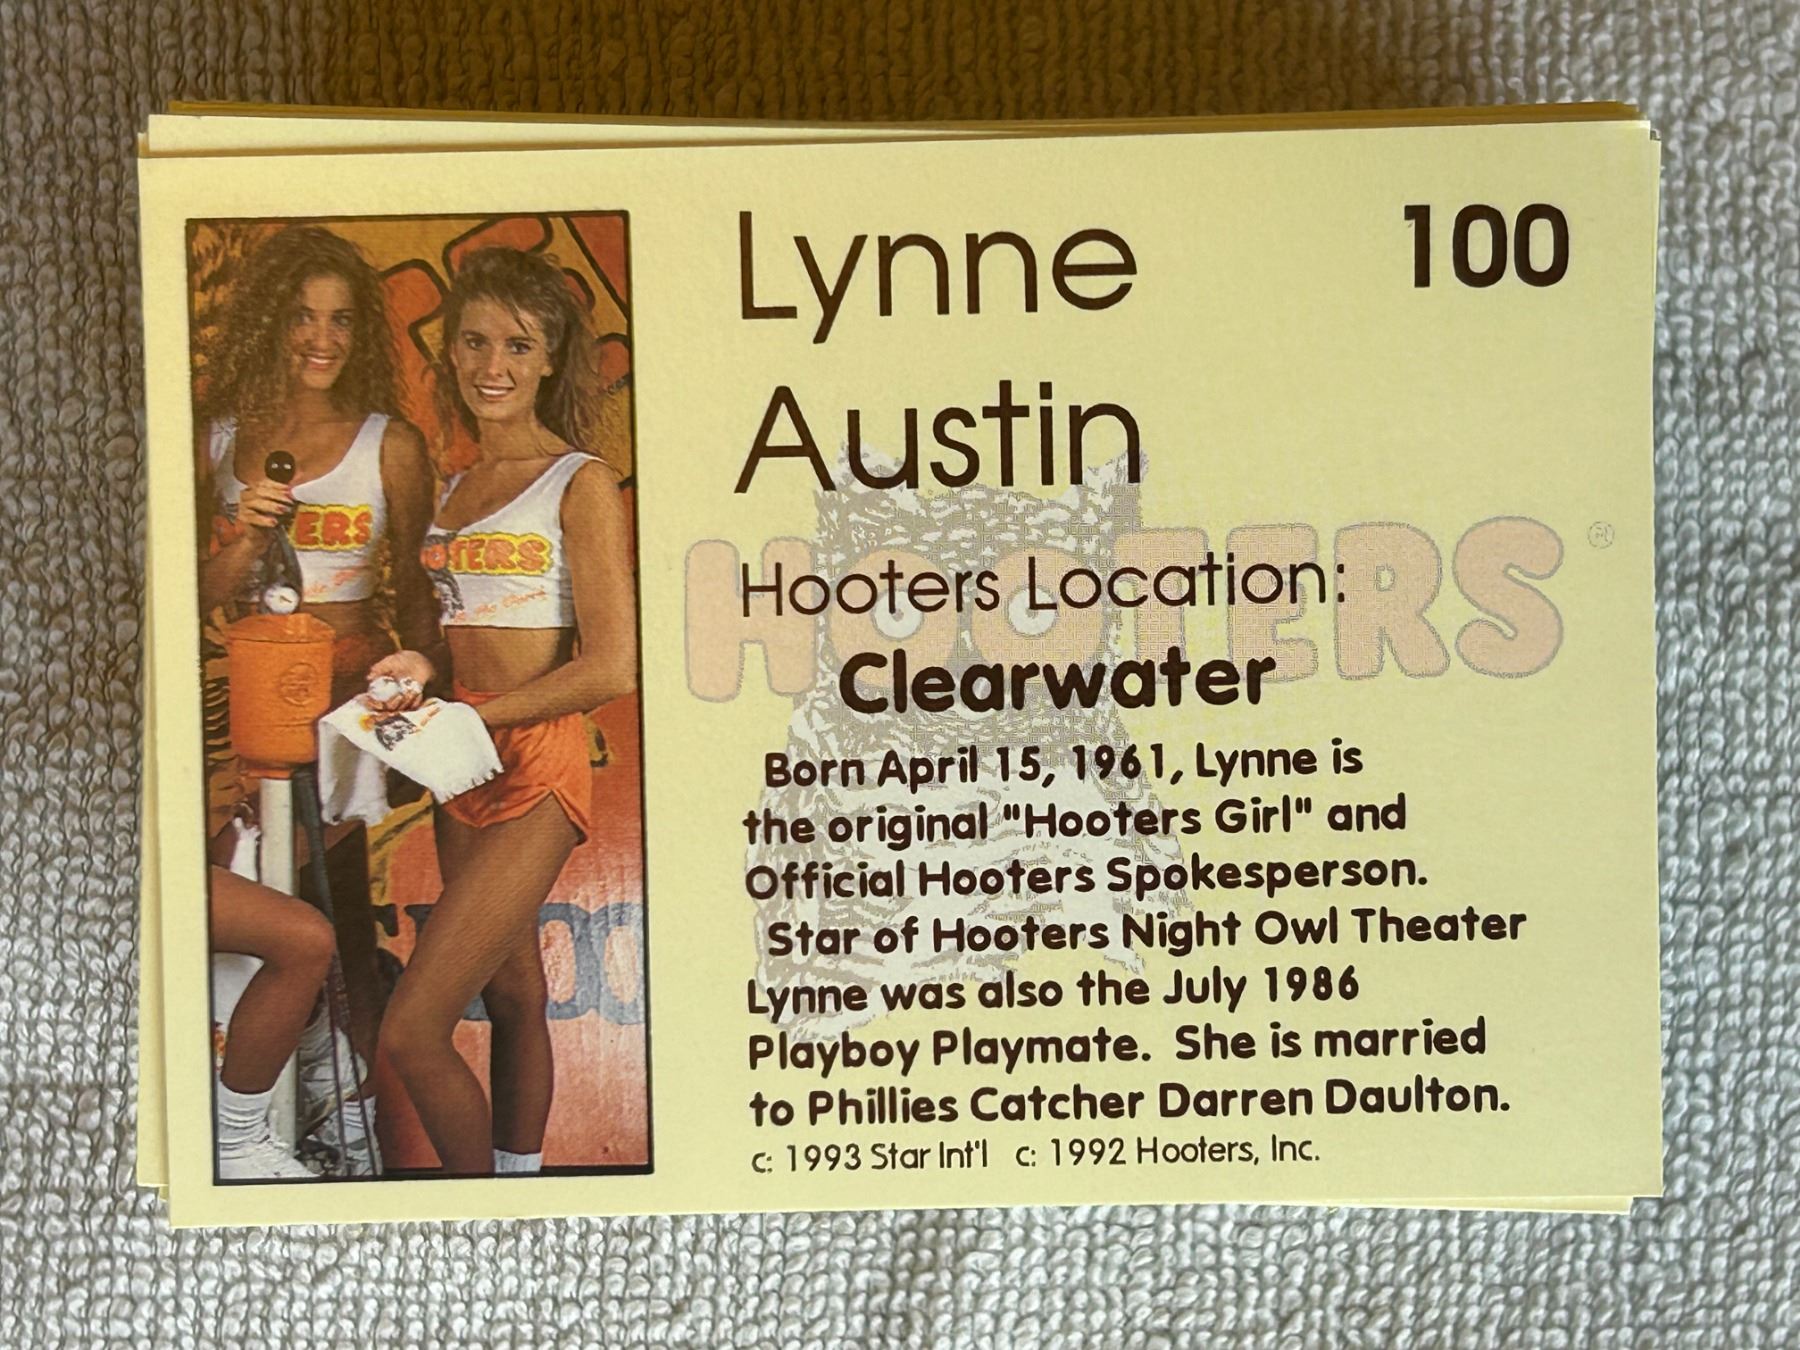 Lynne
100
Austin
HOOTERS
Hooters Location:
Clearwater
Born April 15, 1961, Lynne is
the original "Hooters Girl" and
Official Hooters Spokesperson.
Star of Hooters Night Owl Theater
Lynne was also the July 1986
Playboy Playmate.  She is married
to Phillies Catcher Darren Daulton.
c: 1993 Star Int'l   c: 1992 Hooters, Inc.
ERS
OTERS